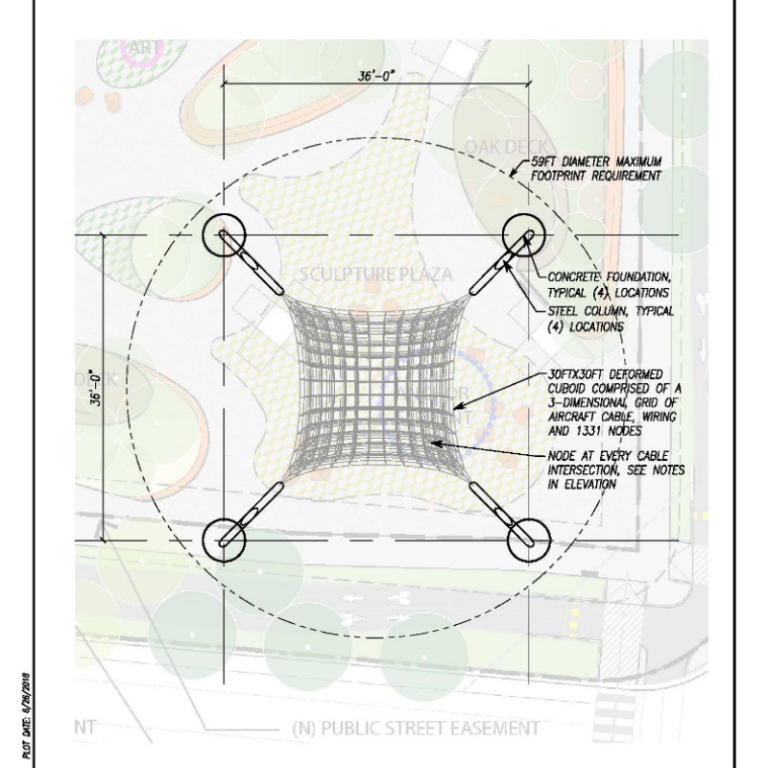 ART
36'-0"
OAK DECK
59FT DIAMETER MAXIMUM
FOOTPRINT REQUIREMENT
SCULPTURE PLAZA
CONCRETE FOUNDATION,
TYPICAL (4) LOCATIONS
STEEL COLUMN, TYPICAL
(4) LOCATIONS
36'-0"
DECK
30FTX30FT DEFORMED
CUBOID COMPRISED OF A
3-DIMENSIONAL GRID OF
AIRCRAFT CABLE, WIRING
AND 1331 NODES
NODE AT EVERY CABLE
INTERSECTION, SEE NOTES
IN ELEVATION
NT
(N) PUBLIC STREET EASEMENT
PLOT DATE: 6/26/2018